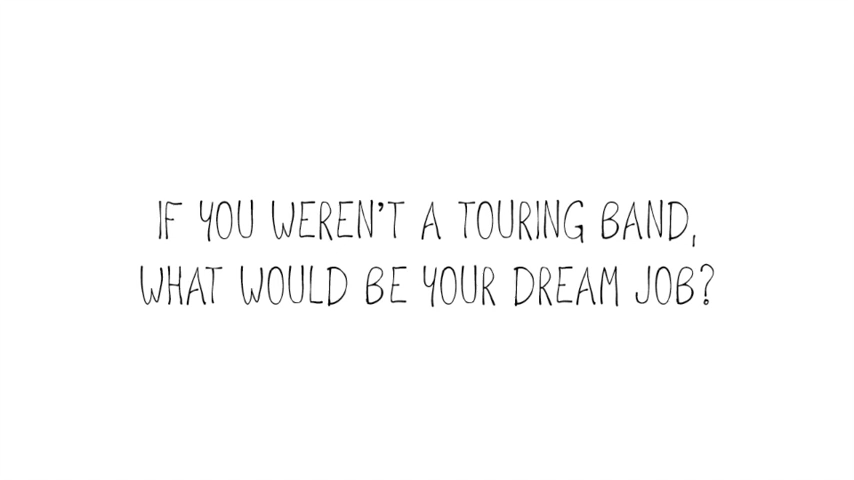 IF YOU WEREN'T A TOURING BAND,
WHAT WOULD BE YOUR DREAM JOB?